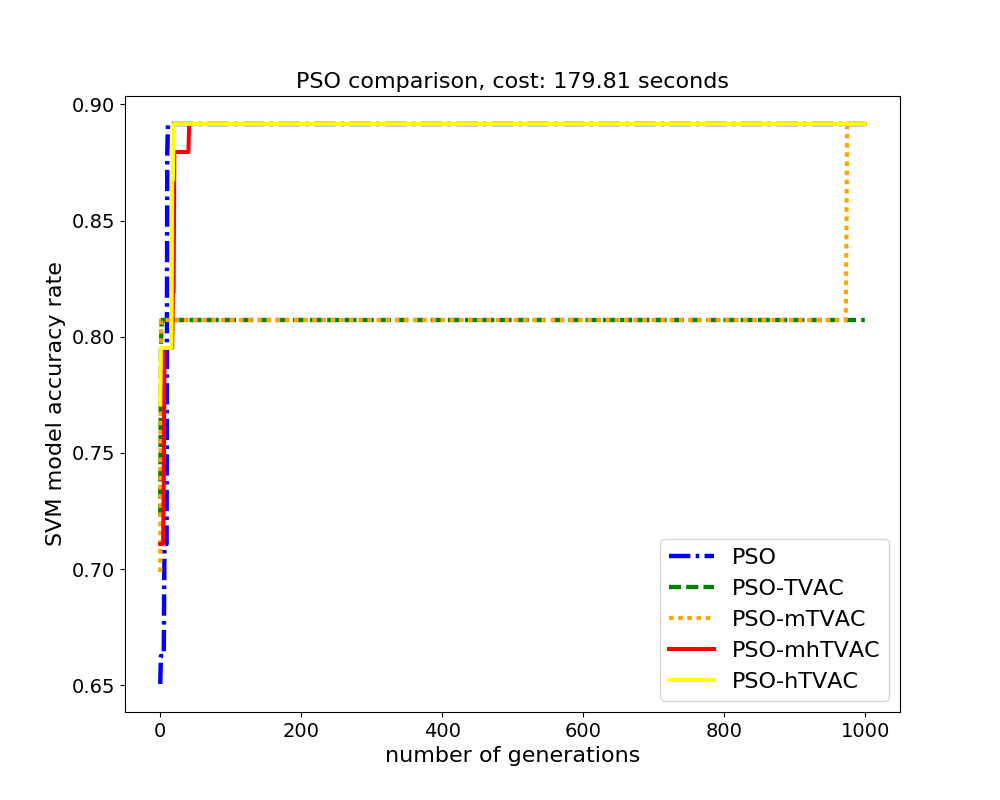 PSO comparison, cost: 179.81 seconds
0.90
0.85
0.80
0.75
0.70
0.65
SVM model accuracy rate
0 200 400 600 800 1000
number of generations
PSO
PSO-TVAC
PSO-mTVAC
PSO-mhTVAC
PSO-hTVAC